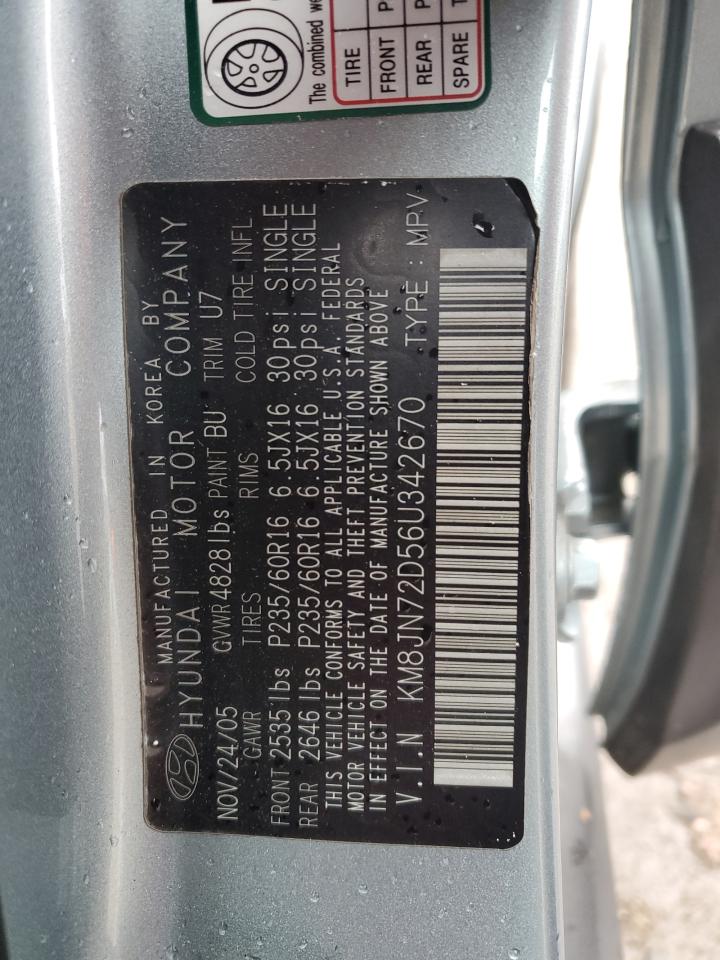 The combined
TIRE
FRONT P
REAR P
SPARE T
MANUFACTURED IN KOREA BY
HYUNDAI MOTOR COMPANY
NOV/24/05 GVWR 4828 lbs PAINT BU TRIM U7
GAWR TIRES RIMS COLD TIRE INFL
FRONT 2535 lbs P235/60R16 6.5JX16 30psi SINGLE
REAR 2646 lbs P235/60R16 6.5JX16 30psi SINGLE
THIS VEHICLE CONFORMS TO ALL APPLICABLE U.S.A. FEDERAL
MOTOR VEHICLE SAFETY AND THEFT PREVENTION STANDARDS
IN EFFECT ON THE DATE OF MANUFACTURE SHOWN ABOVE
V.I.N KM8JN72D56U342670 TYPE : MPV